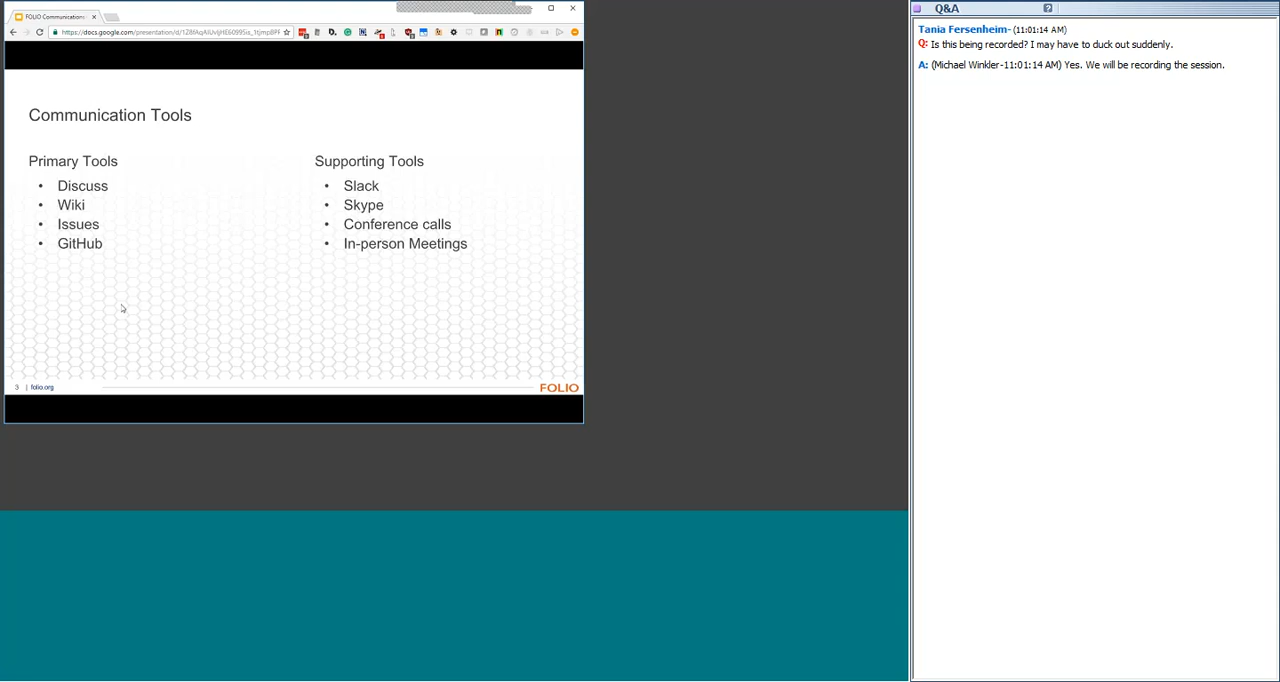 FOLIO Communications
Communication Tools
Primary Tools
• Discuss
• Wiki
• Issues
• GitHub
Supporting Tools
• Slack
• Skype
• Conference calls
• In-person Meetings
3 | folio.org
FOLIO
Q&A
Tania Fersenheim- (11:01:14 AM)
Q: Is this being recorded? I may have to duck out suddenly.
A: (Michael Winkler-11:01:14 AM) Yes. We will be recording the session.